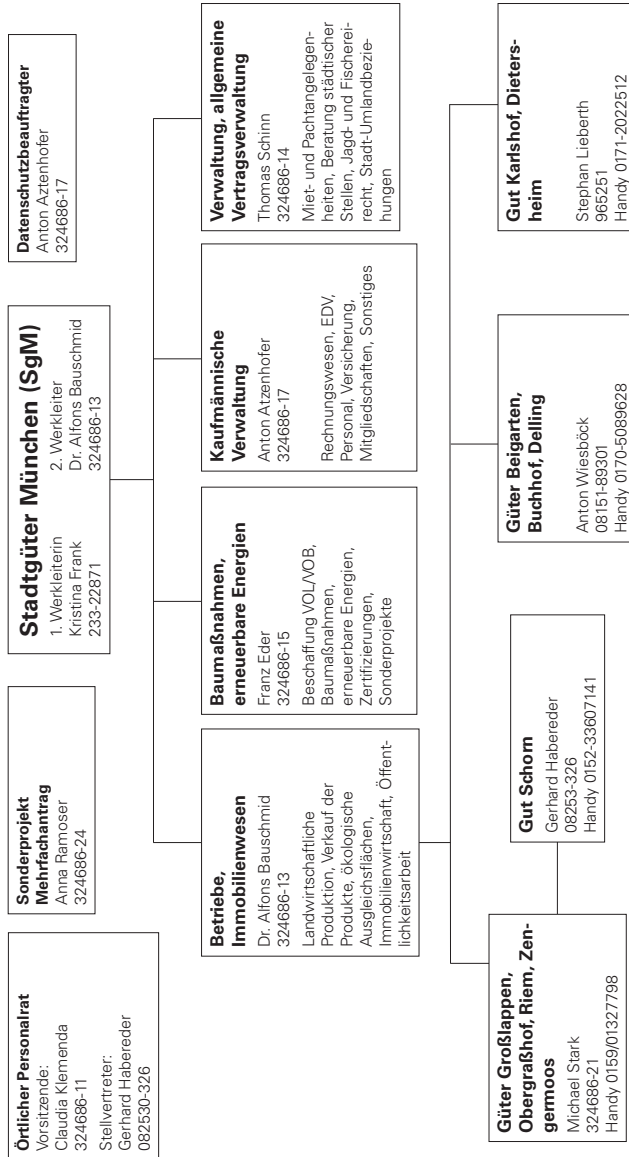 Örtlicher Personalrat
Vorsitzende:
Claudia Klemenda
324686-11
Stellvertreter:
Gerhard Habereder
082530-326
Sonderprojekt
Mehrfachantrag
Anna Ramoser
324686-24
Stadtgüter München (SgM)
1. Werkleiterin
Kristina Frank
233-22871
2. Werkleiter
Dr. Alfons Bauschmid
324686-13
Datenschutzbeauftragter
Anton Aztenhofer
324686-17
Betriebe,
Immobilienwesen
Dr. Alfons Bauschmid
324686-13
Landwirtschaftliche
Produktion, Verkauf der
Produkte, ökologische
Ausgleichsflächen,
Immobilienwirtschaft, Öffent-
lichkeitsarbeit
Baumaßnahmen,
erneuerbare Energien
Franz Eder
324686-15
Beschaffung VOL/VOB,
Baumaßnahmen,
erneuerbare Energien,
Zertifizierungen,
Sonderprojekte
Kaufmännische
Verwaltung
Anton Atzenhofer
324686-17
Rechnungswesen, EDV,
Personal, Versicherung,
Mitgliedschaften, Sonstiges
Verwaltung, allgemeine
Vertragsverwaltung
Thomas Schinn
324686-14
Miet- und Pachtangelegen-
heiten, Beratung städtischer
Stellen, Jagd- und Fischerei-
recht, Stadt-Umlandbezie-
hungen
Güter Großlappen,
Obergraßhof, Riem, Zen-
germoos
Michael Stark
324686-21
Handy 0159/01327798
Gut Schorn
Gerhard Habereder
08253-326
Handy 0152-33607141
Güter Beigarten,
Buchhof, Delling
Anton Wiesböck
08151-89301
Handy 0170-5089628
Gut Karlshof, Dieters-
heim
Stephan Lieberth
965251
Handy 0171-2022512